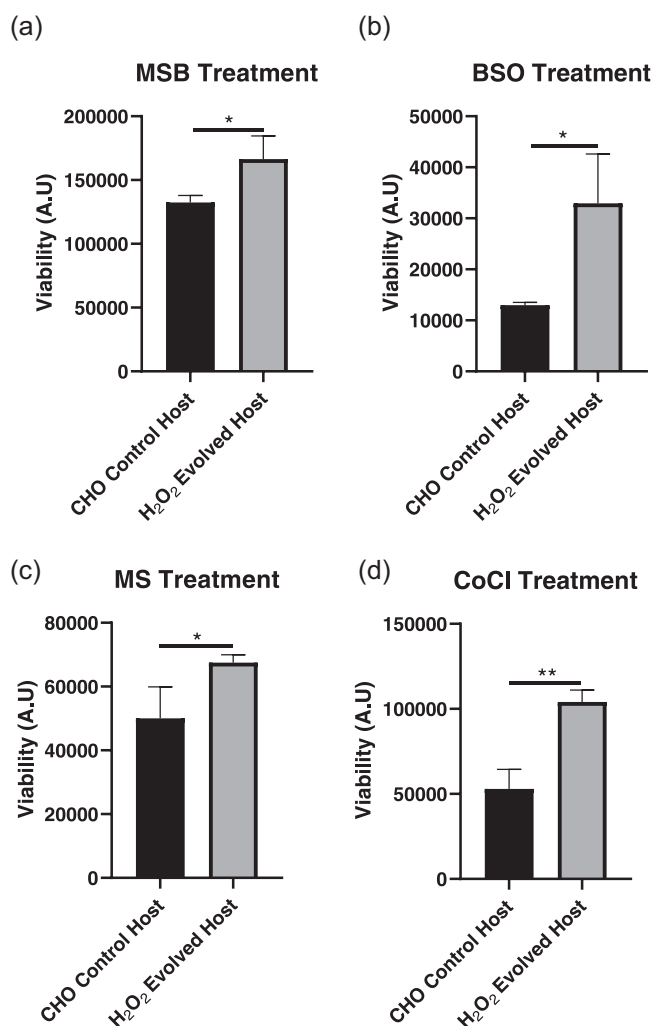 (a)
MSB Treatment
Viability (A.U)
200000
150000
100000
50000
0
*
CHO Control Host
H₂O₂ Evolved Host
(b)
BSO Treatment
Viability (A.U)
50000
40000
30000
20000
10000
0
*
CHO Control Host
H₂O₂ Evolved Host
(c)
MS Treatment
Viability (A.U)
80000
60000
40000
20000
0
*
CHO Control Host
H₂O₂ Evolved Host
(d)
CoCl Treatment
Viability (A.U)
150000
100000
50000
0
**
CHO Control Host
H₂O₂ Evolved Host